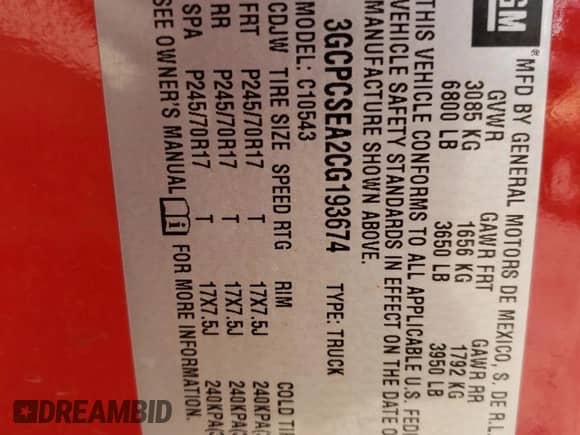 GM
®
MFD BY GENERAL MOTORS DE MEXICO, S. DE R.L.
GVWR GAWR FRT GAWR RR
3085 KG 1656 KG 1792 KG
6800 LB 3650 LB 3950 LB
THIS VEHICLE CONFORMS TO ALL APPLICABLE U.S.
VEHICLE SAFETY STANDARDS IN EFFECT ON THE DATE
MANUFACTURE SHOWN ABOVE.
3GCPCSEA2CG193674 TYPE: TRUCK
MODEL: C10543
CDJW TIRE SIZE SPEED RTG RIM COLD
FRT P245/70R17 T 17X7.5J 240KPA
RR P245/70R17 T 17X7.5J 240KPA
SPA P245/70R17 T 17X7.5J 240KPA
SEE OWNER'S MANUAL FOR MORE INFORMATION.
DREAMBID